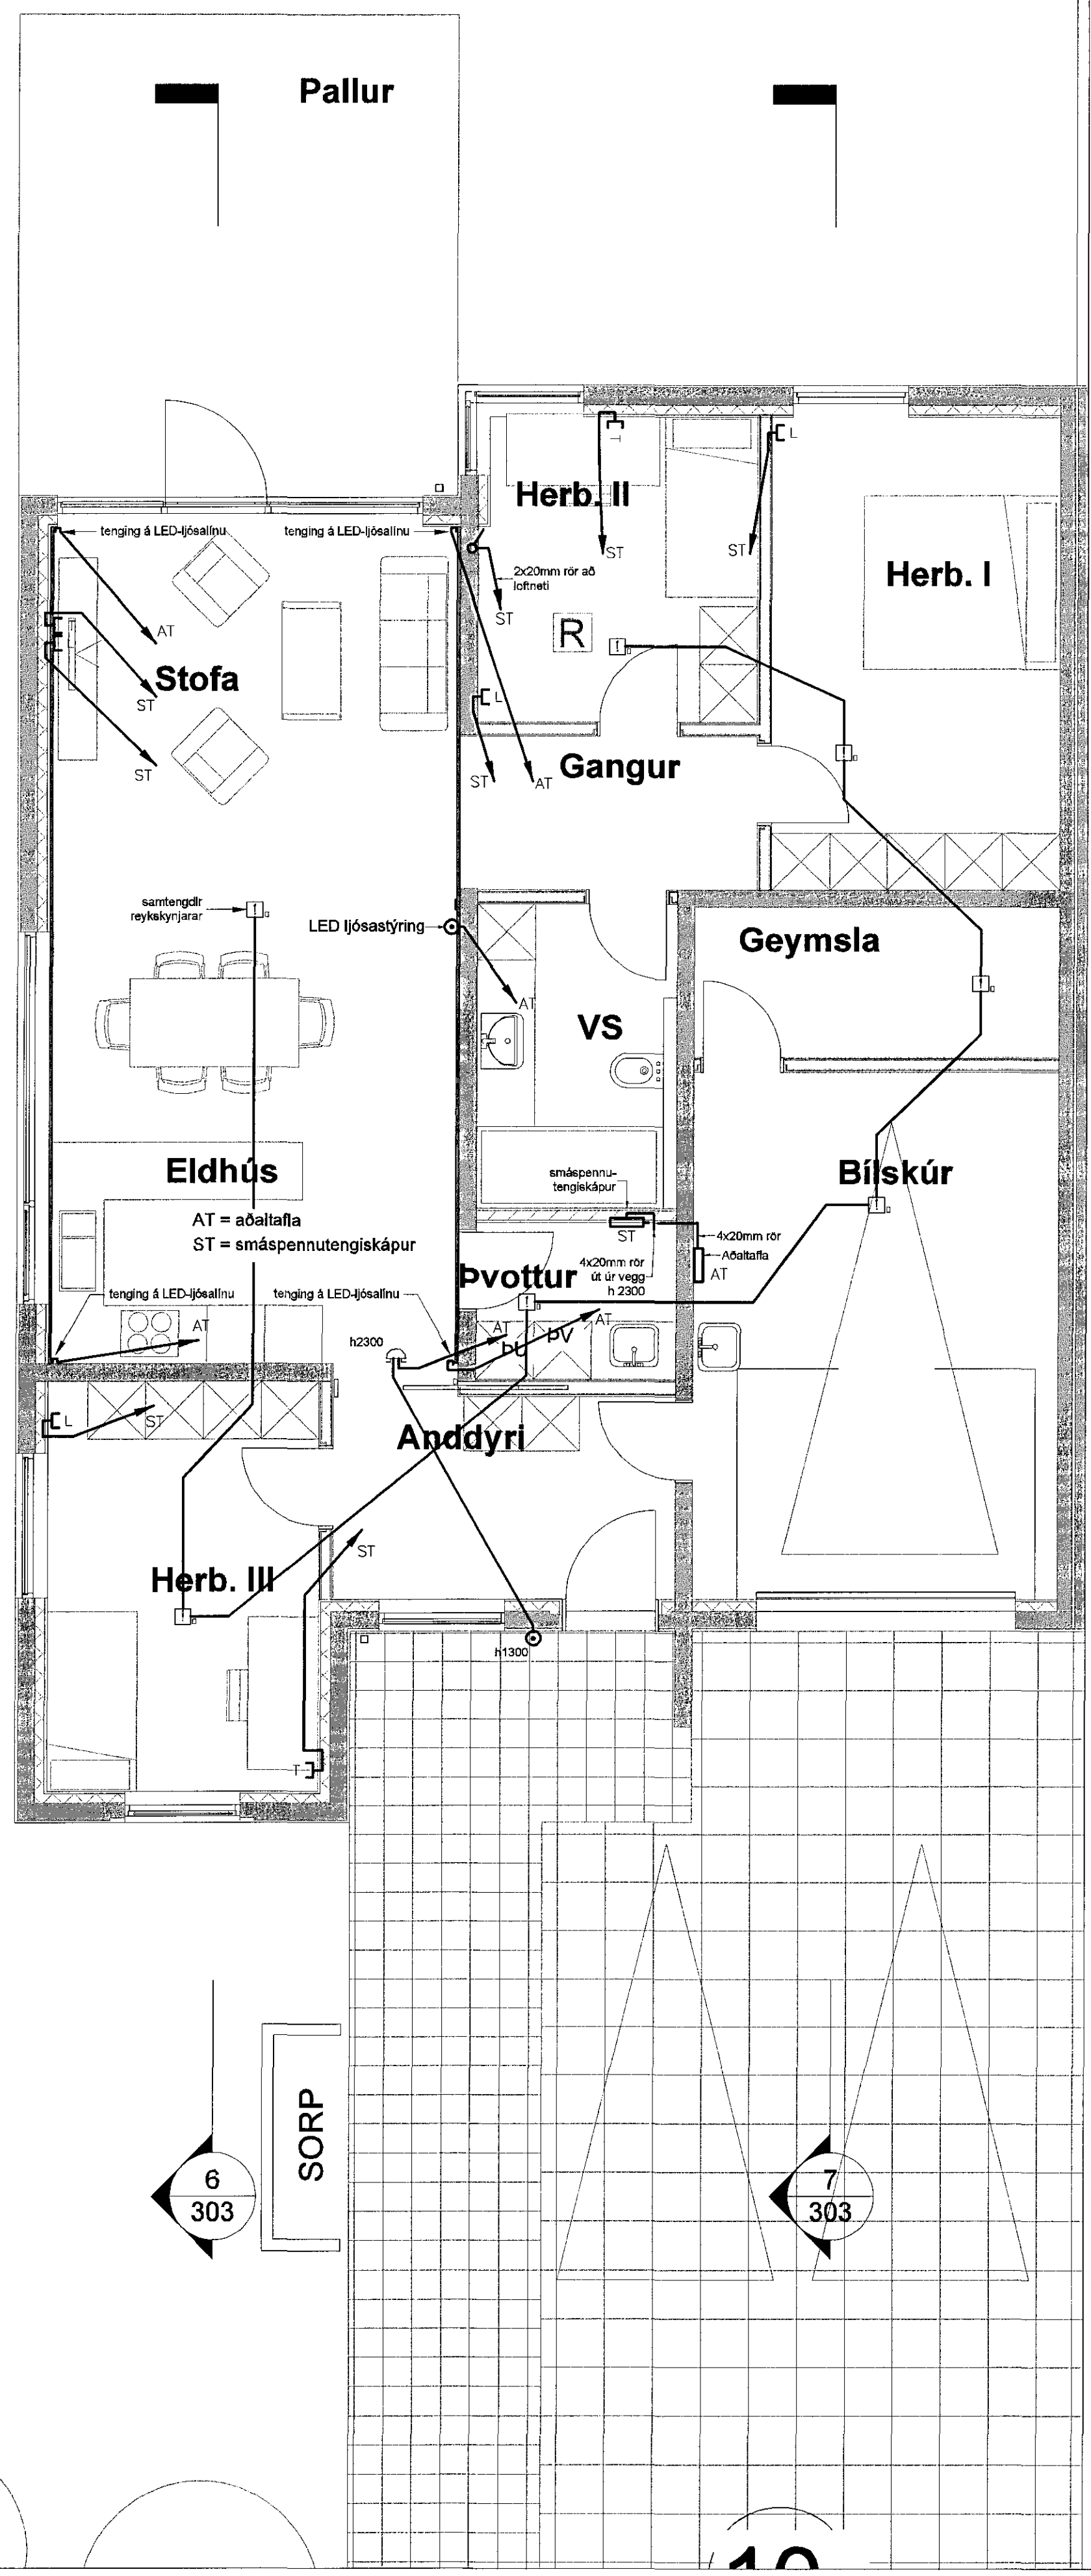 Pallur
Herb. II
L
T
ST
ST
Herb. I
tenging á LED-ljósalínu
tenging á LED-ljósalínu
2x20mm rör að
loftneti
ST
AT
R
Stofa
ST
L
ST
ST
AT
Gangur
samtengdir
reykskynjarar
LED ljósastýring
AT
Geymsla
VS
Eldhús
AT = aðaltafla
ST = smáspennutengiskápur
smáspennu-
tengiskápur
Bílskúr
ST
4x20mm rör
Aðaltafla
AT
4x20mm rör
út úr vegg
h 2300
Þvottur
tenging á LED-ljósalínu
tenging á LED-ljósalínu
AT
h2300
AT
AT
ÞU
ÞV
L
ST
Anddyri
ST
Herb. III
h1300
T
SORP
6
303
7
303